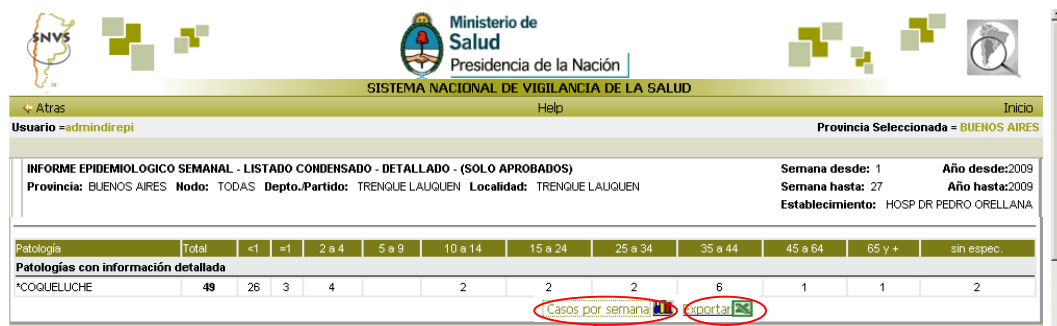 SNVS
Ministerio de
Salud
Presidencia de la Nación
SISTEMA NACIONAL DE VIGILANCIA DE LA SALUD
Atras Help Inicio
Usuario =admindirepi Provincia Seleccionada = BUENOS AIRES
INFORME EPIDEMIOLOGICO SEMANAL - LISTADO CONDENSADO - DETALLADO - (SOLO APROBADOS) Semana desde: 1 Año desde:2009
Provincia: BUENOS AIRES Nodo: TODAS Depto./Partido: TRENQUE LAUQUEN Localidad: TRENQUE LAUQUEN Semana hasta: 27 Año hasta:2009
Establecimiento: HOSP DR PEDRO ORELLANA
Patología Total <1 =1 2 a 4 5 a 9 10 a 14 15 a 24 25 a 34 35 a 44 45 a 64 65 y + sin espec.
Patologías con información detallada
*COQUELUCHE 49 26 3 4 2 2 2 6 1 1 2
Casos por semana Exportar